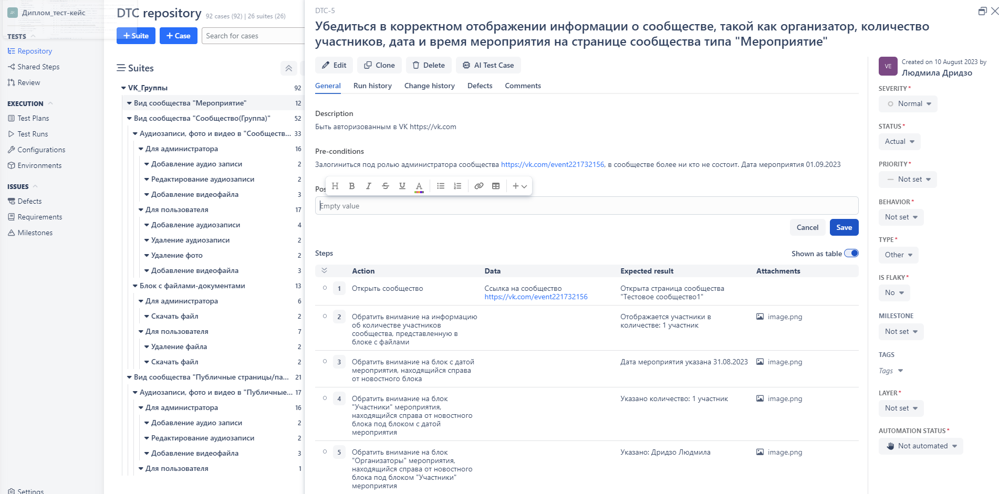 ДК
Диплом_тест-кейс
TESTS
Repository
Shared Steps
Review
EXECUTION
Test Plans
Test Runs
Configurations
Environments
ISSUES
Defects
Requirements
Milestones
Settings
DTC repository
92 cases (92) | 26 suites (26)
+ Suite
+ Case
Search for cases
Suites
VK_Группы 92
Вид сообщества "Мероприятие" 12
Вид сообщества "Сообщество(Группа)" 52
Аудиозаписи, фото и видео в "Сообществ... 33
Для администратора 16
Добавление аудио записи 2
Редактирование аудиозаписи 2
Добавление видеофайла 3
Для пользователя 17
Добавление аудиозаписи 4
Удаление аудиозаписи 2
Удаление фото 2
Добавление видеофайла 3
Блок с файлами-документами 13
Для администратора 6
Скачать файл 2
Для пользователя 7
Удаление файла 2
Скачать файл 2
Вид сообщества "Публичные страницы/па... 21
Аудиозаписи, фото и видео в "Публичные... 17
Для администратора 16
Добавление аудио записи 2
Редактирование аудиозаписи 2
Добавление видеофайла 3
Для пользователя 1
DTC-5
Убедиться в корректном отображении информации о сообществе, такой как организатор, количество
участников, дата и время мероприятия на странице сообщества типа "Мероприятие"
Edit
Clone
Delete
AI Test Case
General
Run history
Change history
Defects
Comments
Description
Быть авторизованным в VK https://vk.com
Pre-conditions
Залогиниться под ролью администратора сообщества https://vk.com/event221732156, в сообществе более ни кто не состоит. Дата мероприятия 01.09.2023
Pos
H B I S U A +
Empty value
Cancel
Save
Steps
Shown as table
Action Data Expected result Attachments
1 Открыть сообщество
Ссылка на сообщество
https://vk.com/event221732156
Открыта страница сообщества
"Тестовое сообщество1"
2 Обратить внимание на информацию
об количестве участников
сообщества, представленную в
блоке с файлами
Отображается участники в
количестве: 1 участник
image.png
3 Обратить внимание на блок с датой
мероприятия, находящийся справа
от новостного блока
Дата мероприятия указана 31.08.2023
image.png
4 Обратить внимание на блок
"Участники" мероприятия,
находящийся справа от новостного
блока под блоком с датой
мероприятия
Указано количество: 1 участник
image.png
5 Обратить внимание на блок
"Организаторы" мероприятия,
находящийся справа от новостного
блока под блоком "Участники"
мероприятия
Указано: Дридзо Людмила
image.png
VE
Created on 10 August 2023 by
Людмила Дридзо
SEVERITY*
Normal
STATUS*
Actual
PRIORITY*
Not set
BEHAVIOR*
Not set
TYPE*
Other
IS FLAKY*
No
MILESTONE
Not set
TAGS
Tags
LAYER*
Not set
AUTOMATION STATUS*
Not automated